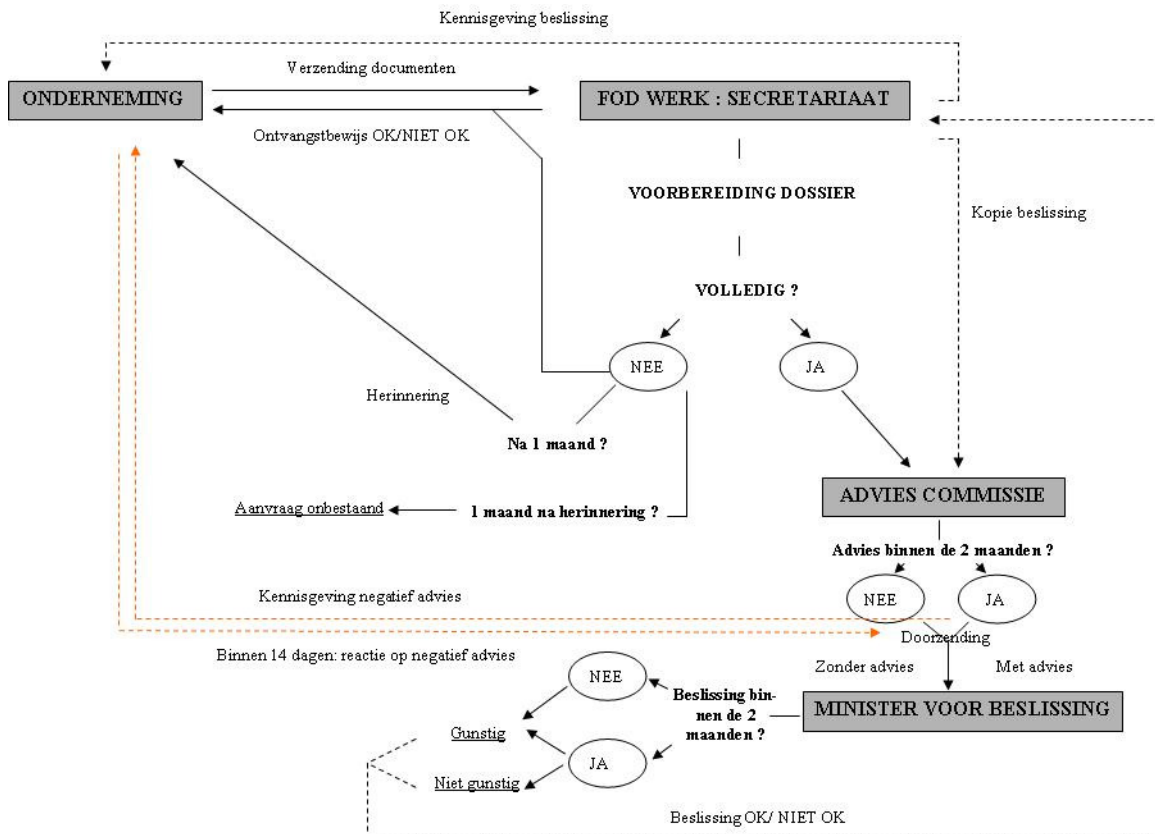 Kennisgeving beslissing
Verzending documenten
ONDERNEMING
FOD WERK : SECRETARIAAT
Ontvangstbewijs OK/NIET OK
VOORBEREIDING DOSSIER
Kopie beslissing
VOLLEDIG ?
NEE
JA
Herinnering
Na 1 maand ?
ADVIES COMMISSIE
Aanvraag onbestaand
1 maand na herinnering ?
Advies binnen de 2 maanden ?
NEE
JA
Kennisgeving negatief advies
Doorzending
Binnen 14 dagen: reactie op negatief advies
Zonder advies
Met advies
NEE
Beslissing bin-
nen de 2
maanden ?
MINISTER VOOR BESLISSING
Gunstig
JA
Niet gunstig
Beslissing OK/ NIET OK